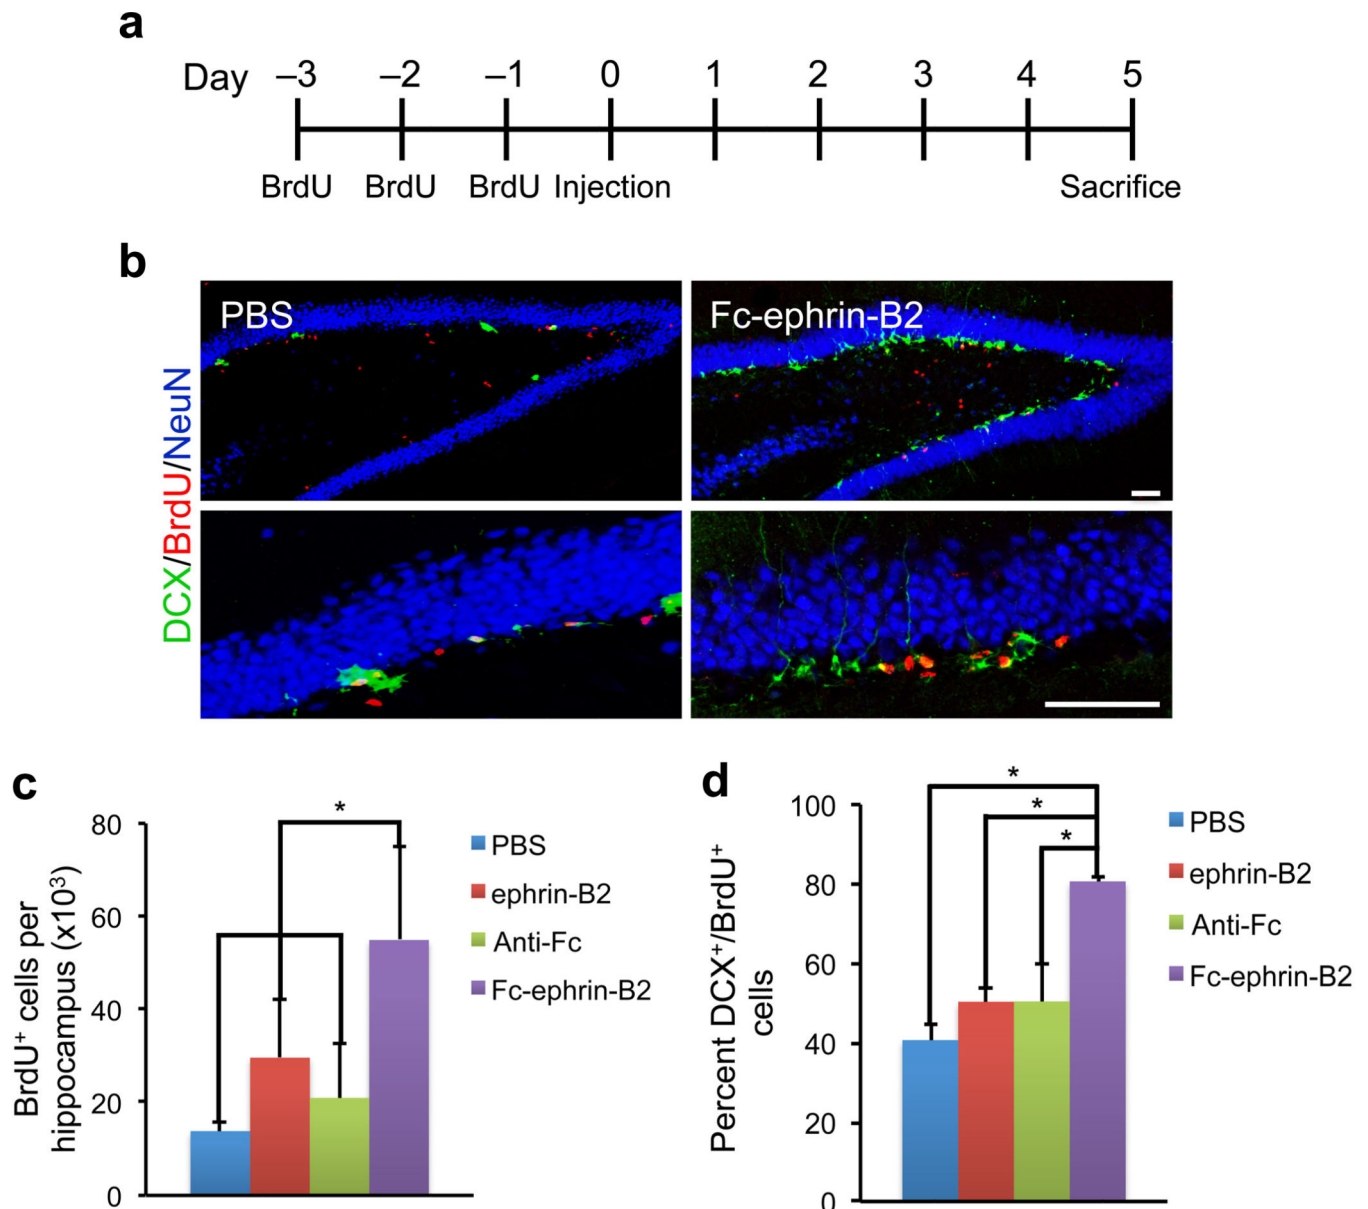 a
Day –3 –2 –1 0 1 2 3 4 5
BrdU BrdU BrdU Injection Sacrifice
b
DCX/BrdU/NeuN
PBS
Fc-ephrin-B2
c
BrdU⁺ cells per
hippocampus (x10³)
80
60
40
20
0
*
PBS
ephrin-B2
Anti-Fc
Fc-ephrin-B2
d
Percent DCX⁺/BrdU⁺
cells
100
80
60
40
20
0
*
*
*
PBS
ephrin-B2
Anti-Fc
Fc-ephrin-B2